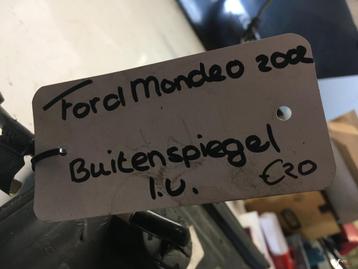 Ford Mondeo 2002
Buitenspiegel
l.v.
€20